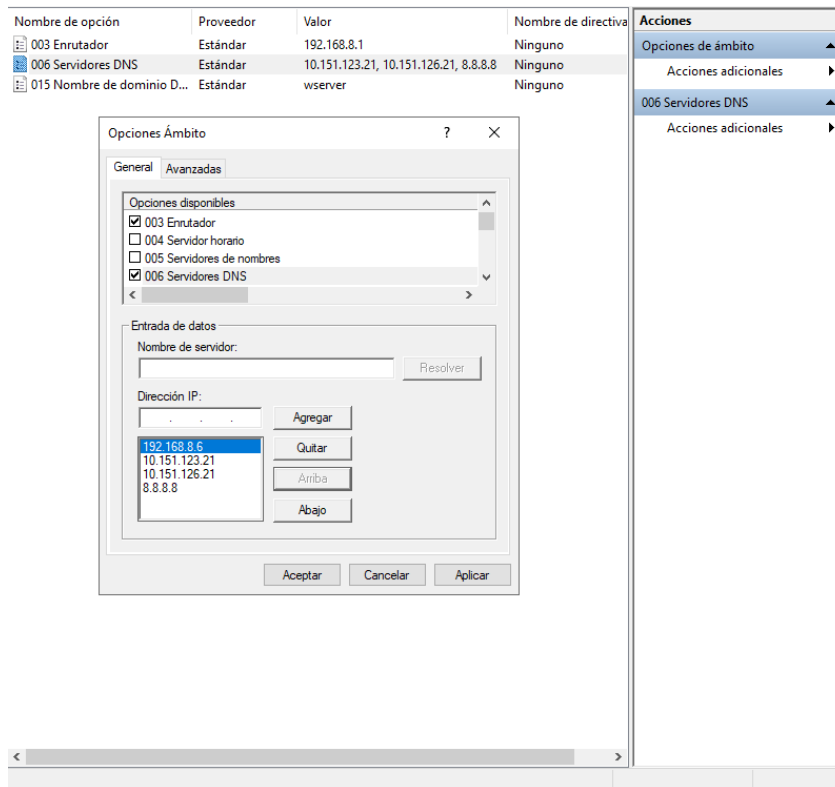 Nombre de opción Proveedor Valor Nombre de directiva
003 Enrutador Estándar 192.168.8.1 Ninguno
006 Servidores DNS Estándar 10.151.123.21, 10.151.126.21, 8.8.8.8 Ninguno
015 Nombre de dominio D... Estándar wserver Ninguno
Acciones
Opciones de ámbito
Acciones adicionales
006 Servidores DNS
Acciones adicionales
Opciones Ámbito ?
General Avanzadas
Opciones disponibles
003 Enrutador
004 Servidor horario
005 Servidores de nombres
006 Servidores DNS
Entrada de datos
Nombre de servidor:
Resolver
Dirección IP:
. . . Agregar
192.168.8.6 Quitar
10.151.123.21
10.151.126.21 Arriba
8.8.8.8
Abajo
Aceptar Cancelar Aplicar